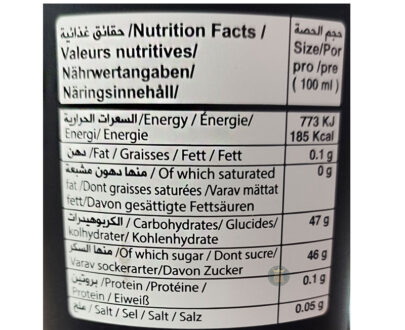 حقائق غذائية /Nutrition Facts /
Valeurs nutritives/
Nährwertangaben/
Näringsinnehåll/
حجم الحصة
Size/Por
pro /pre
( 100 ml )
السعرات الحرارية/Energy / Énergie/
Energi/ Energie
773 KJ
185 Kcal
دهن /Fat / Graisses / Fett / Fett
0.1 g
منها دهون مشبعة / Of which saturated
fat /Dont graisses saturées /Varav mättat
fett/Davon gesättigte Fettsäuren
0 g
الكربوهيدرات /Carbohydrates/ Glucides/
kolhydrater/ Kohlenhydrate
47 g
منها السكر /Of which sugar / Dont sucre/
Varav sockerarter/Davon Zucker
46 g
بروتين /Protein /Protéine /
Protein / Eiweiß
0.1 g
ملح / Salt / Sel / Salt / Salz
0.05 g